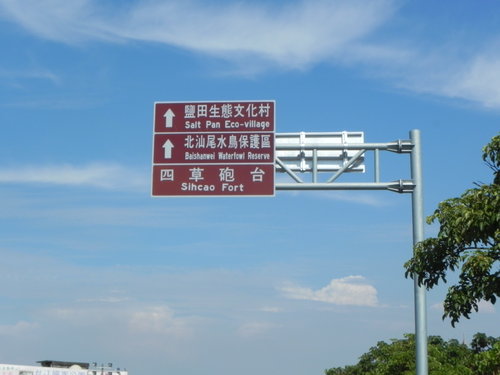 鹽田生態文化村
Salt Pan Eco-village
北汕尾水鳥保護區
Baishanwei Waterfowl Reserve
四草砲台
Sihcao Fort